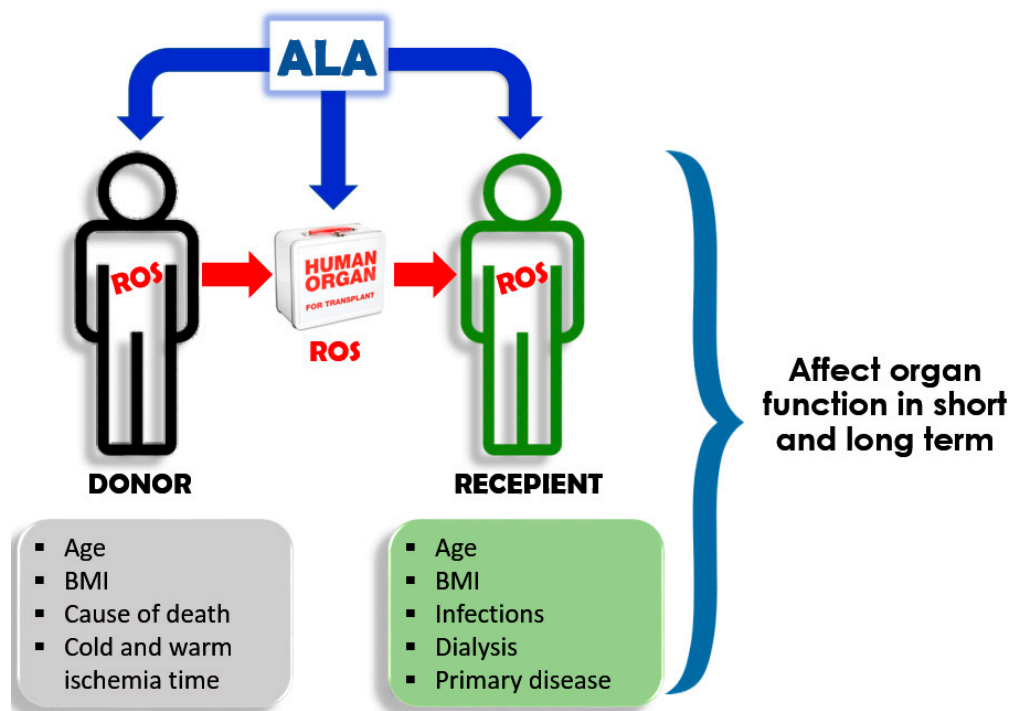 ALA
ROS
HUMAN
ORGAN
FOR TRANSPLANT
ROS
ROS
DONOR
RECEPIENT
▪ Age
▪ BMI
▪ Cause of death
▪ Cold and warm
ischemia time
▪ Age
▪ BMI
▪ Infections
▪ Dialysis
▪ Primary disease
Affect organ
function in short
and long term